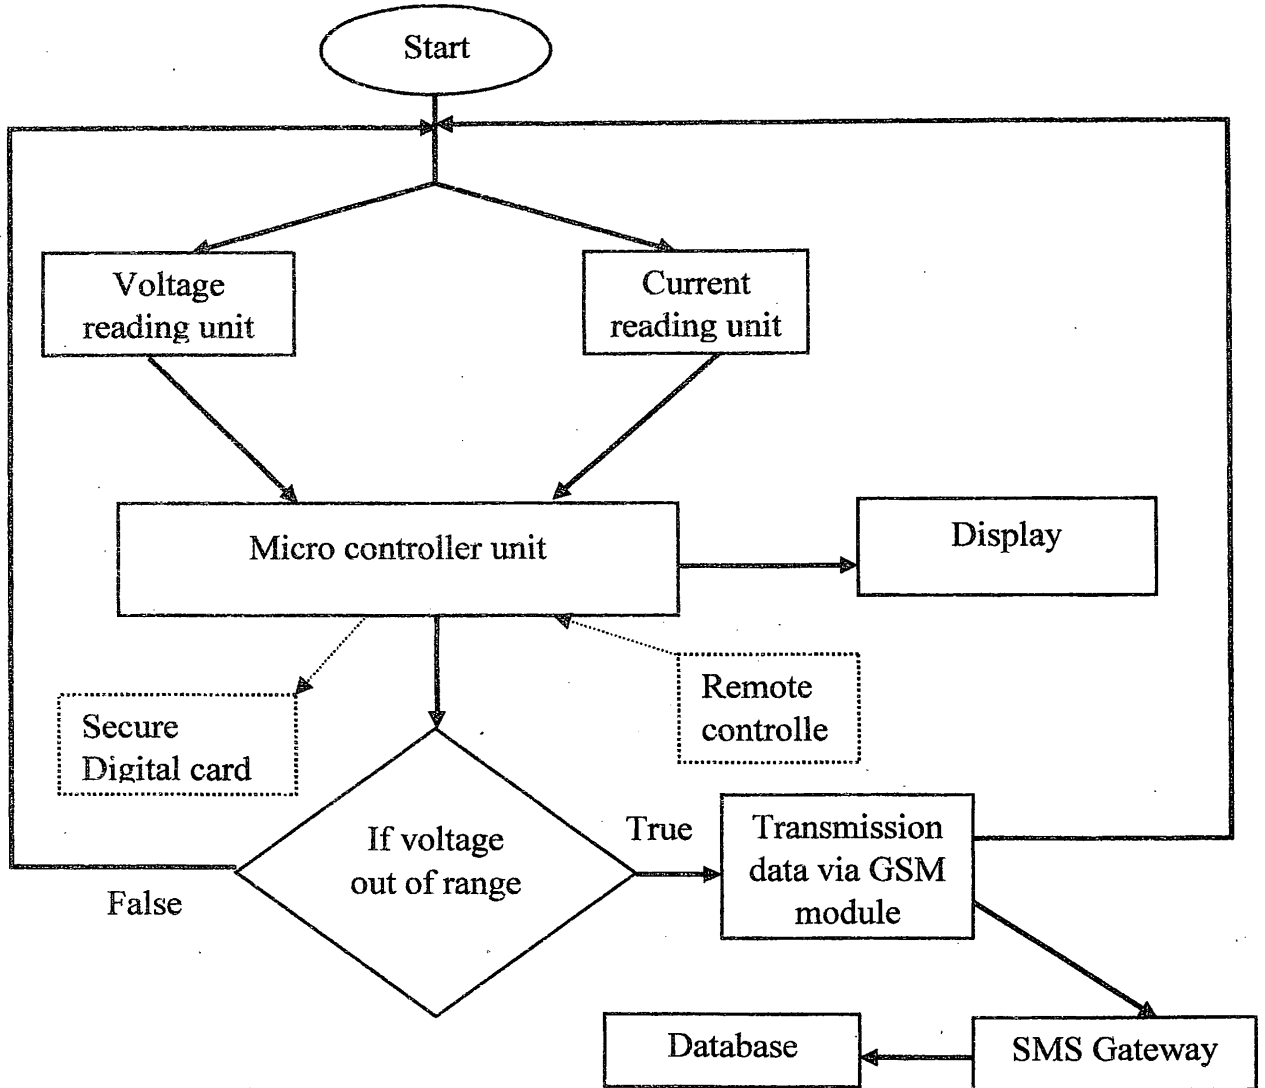 Start
Voltage
reading unit
Current
reading unit
Micro controller unit
Display
Secure
Digital card
Remote
controlle
If voltage
out of range
True
False
Transmission
data via GSM
module
Database
SMS Gateway